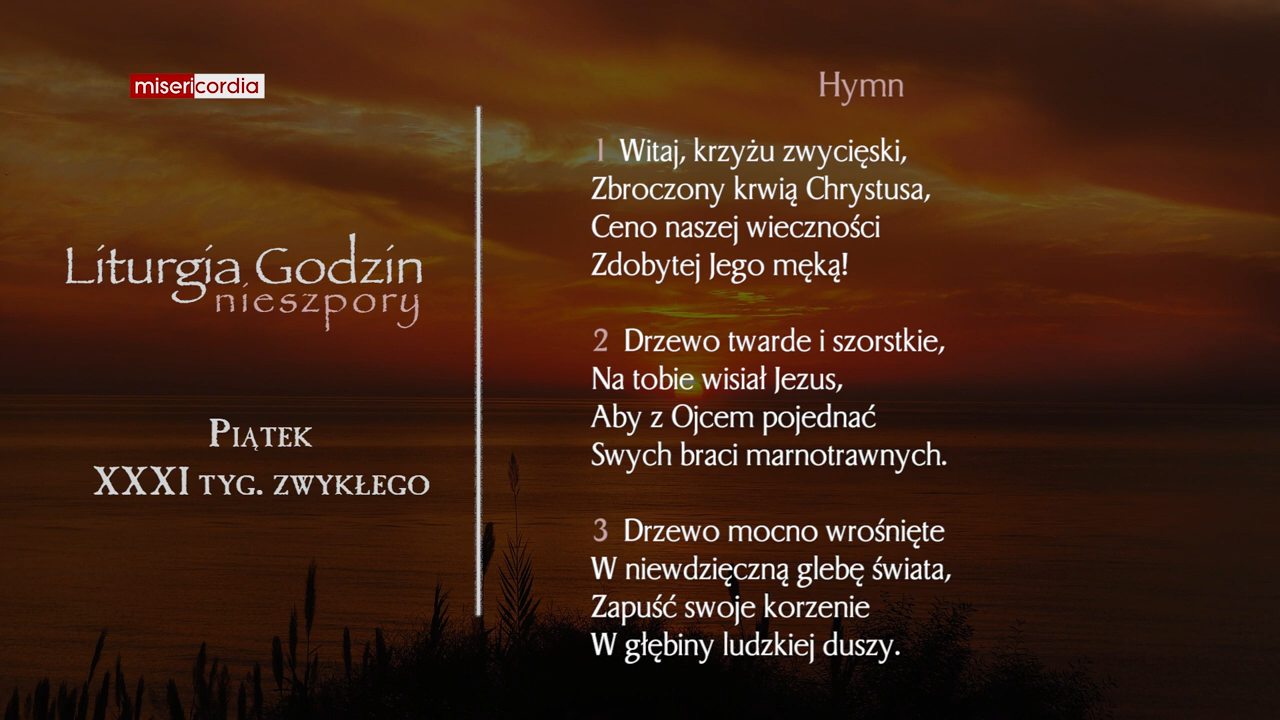 misericordia
Liturgia Godzin
nieszpory
Piątek
XXXI tyg. zwykłego
Hymn
1 Witaj, krzyżu zwycięski,
Zbroczony krwią Chrystusa,
Ceno naszej wieczności
Zdobytej Jego męką!
2 Drzewo twarde i szorstkie,
Na tobie wisiał Jezus,
Aby z Ojcem pojednać
Swych braci marnotrawnych.
3 Drzewo mocno wrośnięte
W niewdzięczną glebę świata,
Zapuść swoje korzenie
W głębiny ludzkiej duszy.